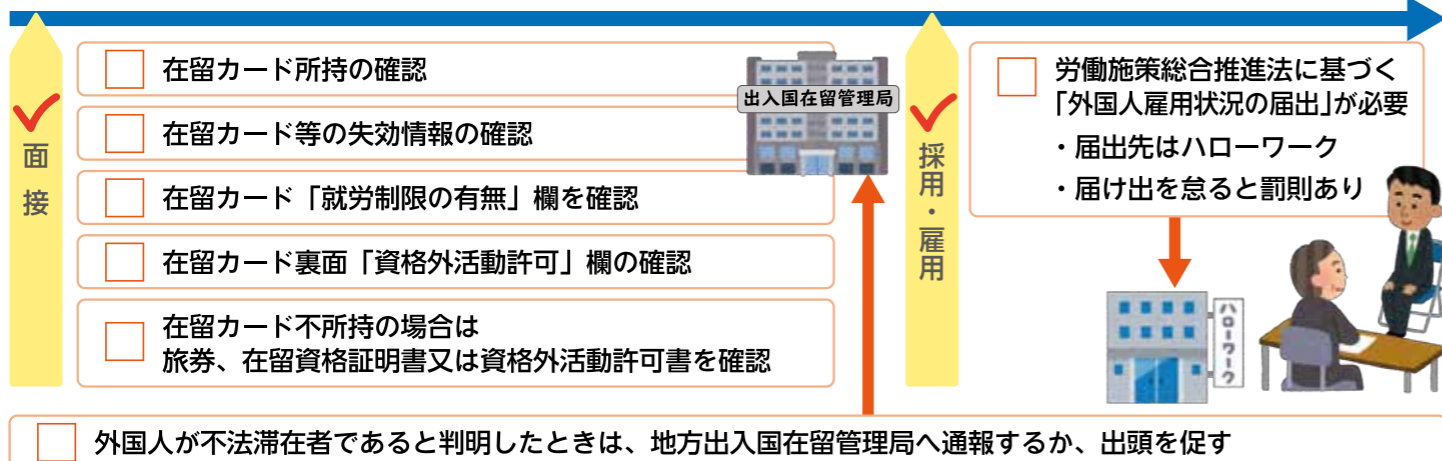 面接
在留カード所持の確認
在留カード等の失効情報の確認
在留カード「就労制限の有無」欄を確認
在留カード裏面「資格外活動許可」欄の確認
在留カード不所持の場合は
旅券、在留資格証明書又は資格外活動許可書を確認
出入国在留管理局
採用・雇用
労働施策総合推進法に基づく
「外国人雇用状況の届出」が必要
・届出先はハローワーク
・届け出を怠ると罰則あり
ハローワーク
外国人が不法滞在者であると判明したときは、地方出入国在留管理局へ通報するか、出頭を促す